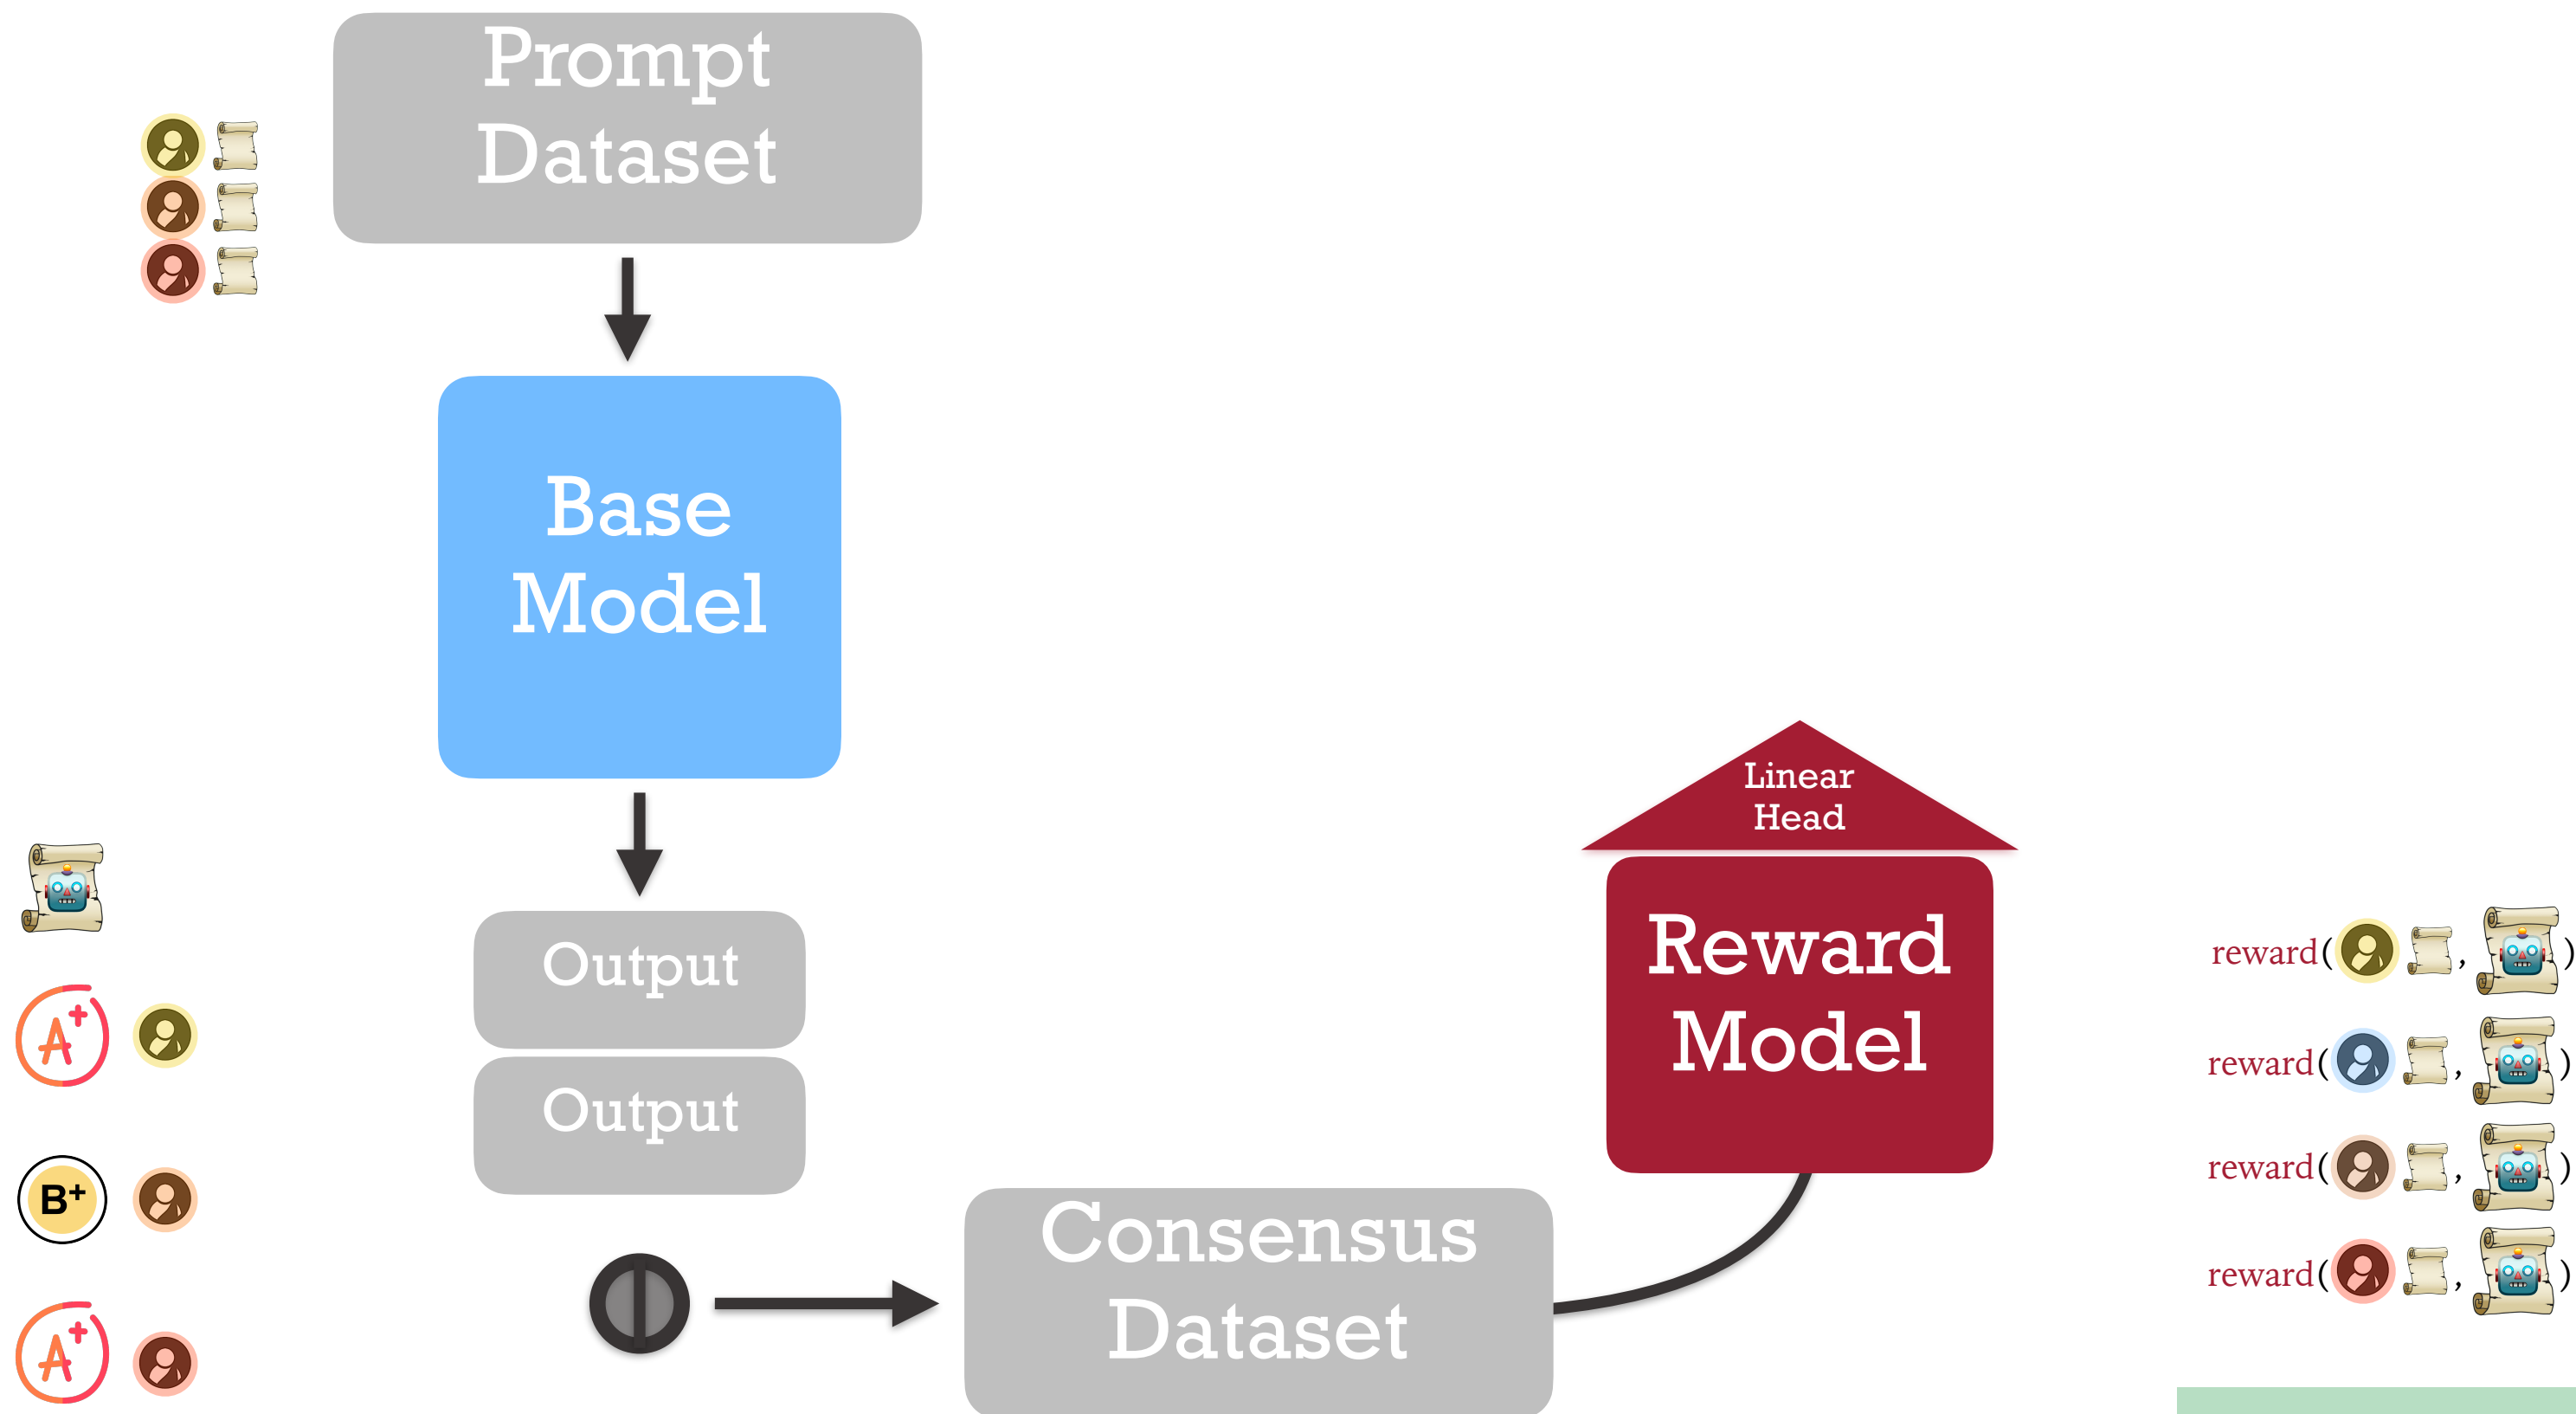 Prompt
Dataset
Base
Model
Output
Output
A+
B+
A+
Consensus
Dataset
Linear
Head
Reward
Model
reward( , )
reward( , )
reward( , )
reward( , )